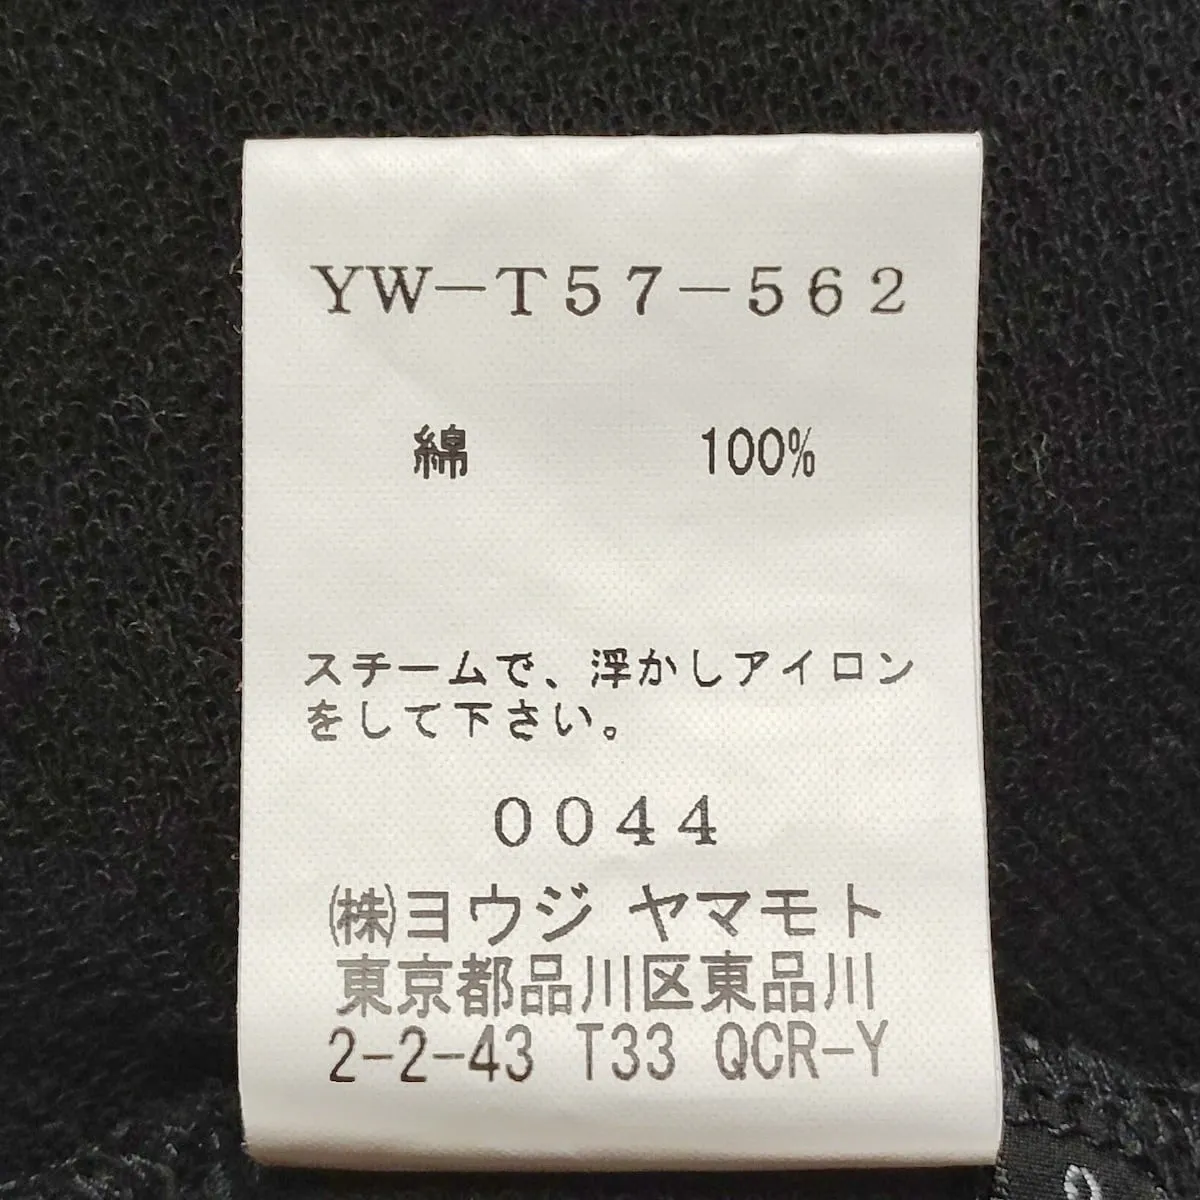 YW-T57-562
綿 100%
スチームで、浮かしアイロン
をして下さい。
0044
㈱ヨウジ ヤマモト
東京都品川区東品川
2-2-43 T33 QCR-Y